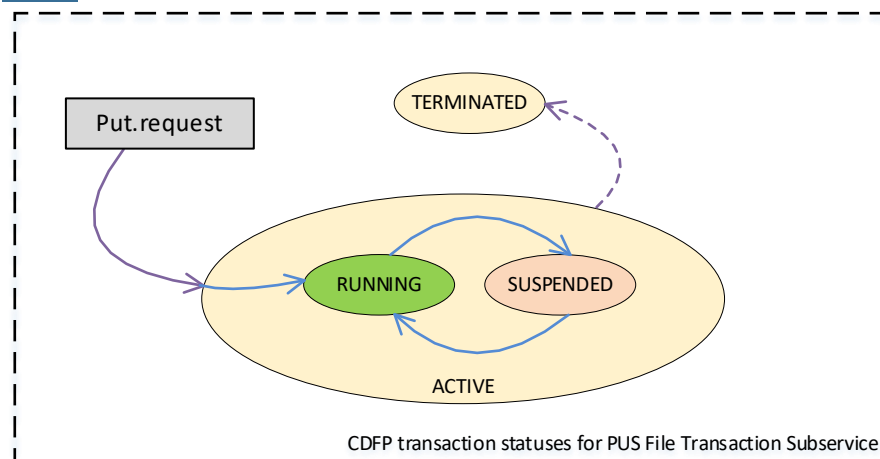 TERMINATED
Put.request
RUNNING
SUSPENDED
ACTIVE
CDFP transaction statuses for PUS File Transaction Subservice